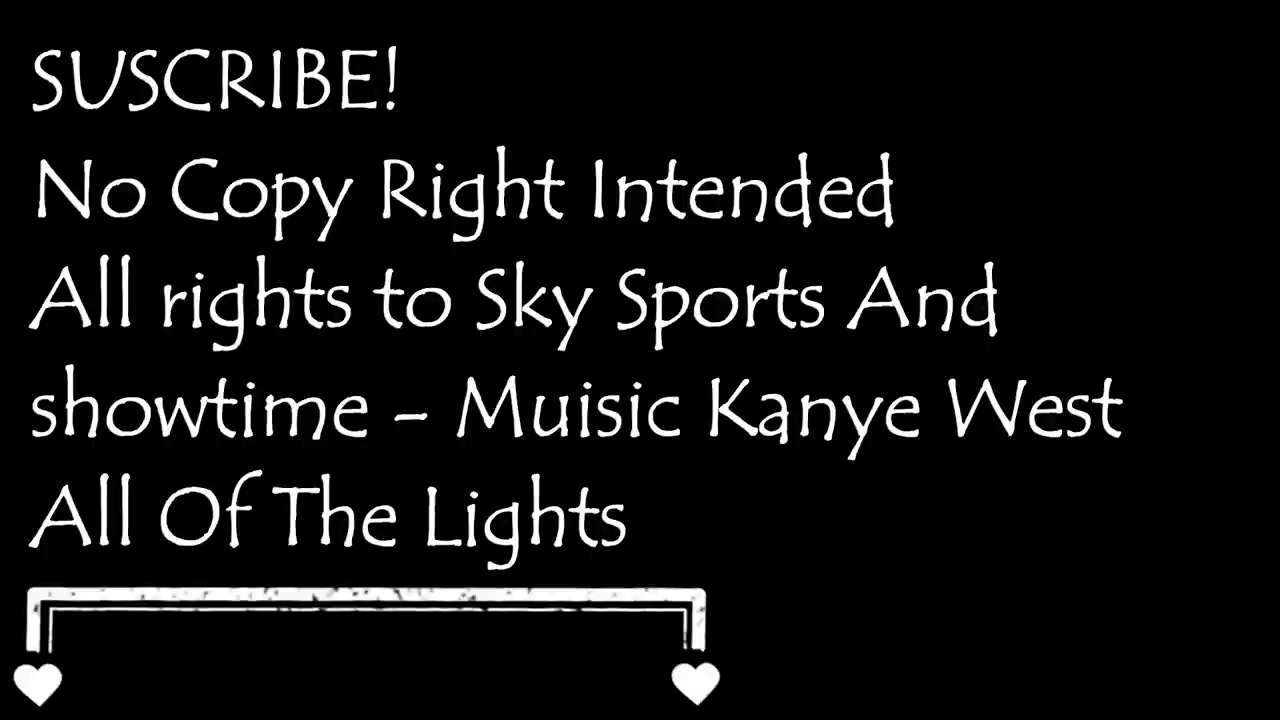 SUSCRIBE!
No Copy Right Intended
All rights to Sky Sports And
showtime - Muisic Kanye West
All Of The Lights